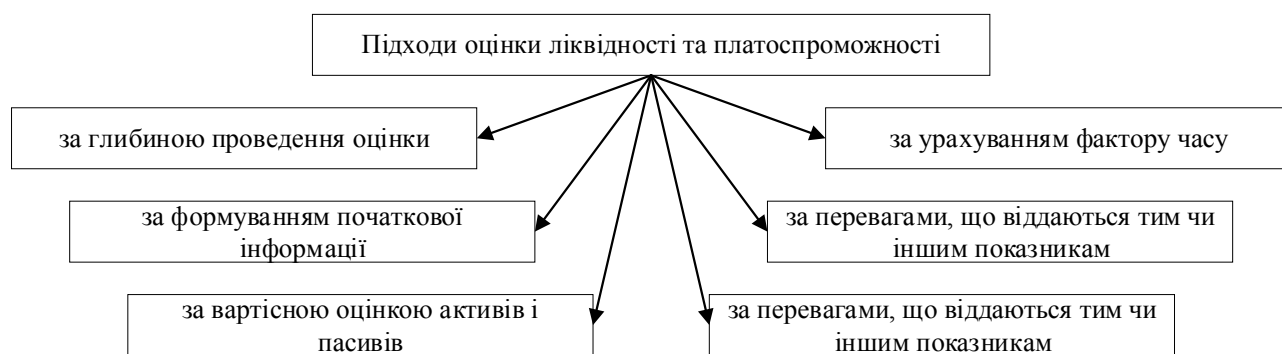 Підходи оцінки ліквідності та платоспроможності
за глибиною проведення оцінки
за урахуванням фактору часу
за формуванням початкової
інформації
за перевагами, що віддаються тим чи
іншим показникам
за вартісною оцінкою активів і
пасивів
за перевагами, що віддаються тим чи
іншим показникам